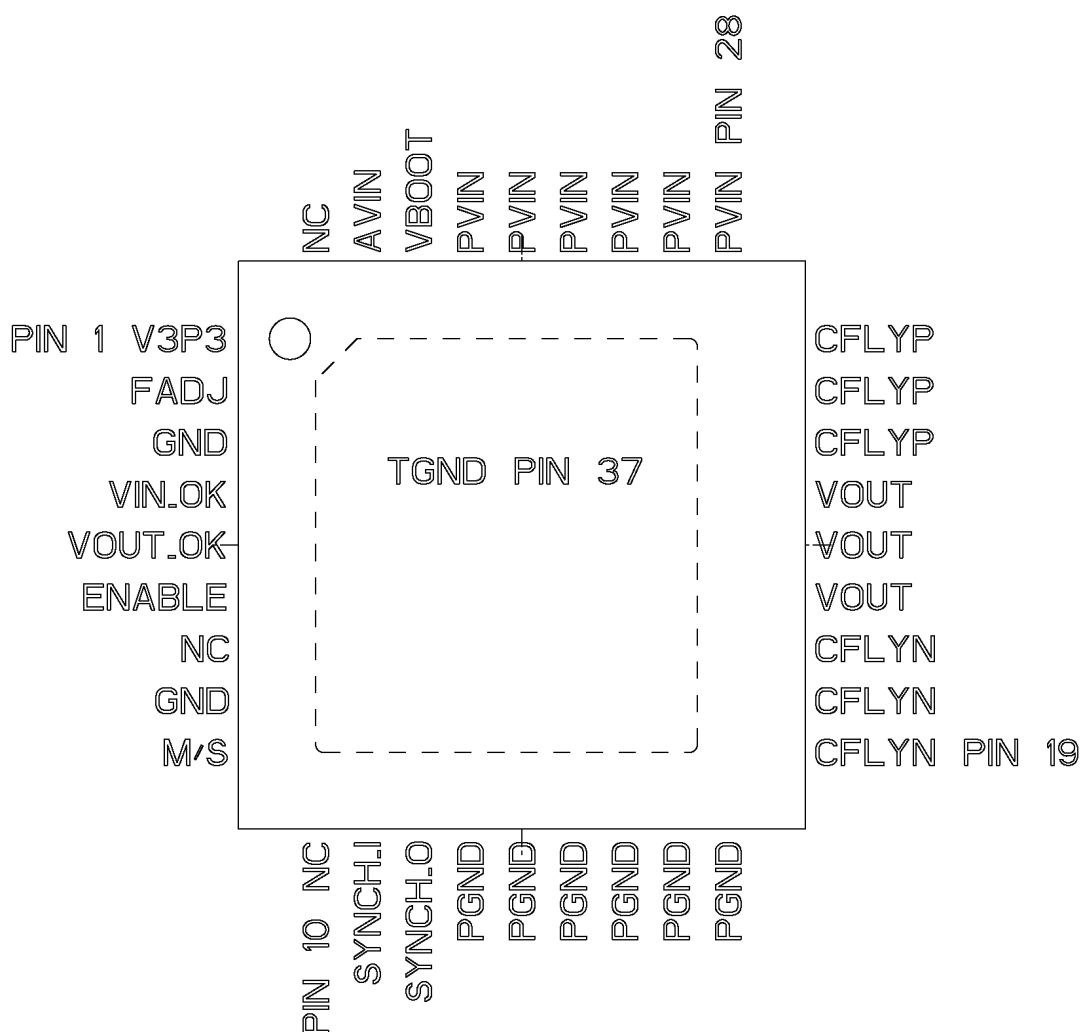 NC
AVIN
VBOOT
PVIN
PVIN
PVIN
PVIN
PVIN
PVIN PIN 28
PIN 1 V3P3
FADJ
GND
VIN_OK
VOUT_OK
ENABLE
NC
GND
M/S
TGND PIN 37
CFLYP
CFLYP
CFLYP
VOUT
VOUT
VOUT
CFLYN
CFLYN
CFLYN PIN 19
PIN 10 NC
SYNCH_I
SYNCH_O
PGND
PGND
PGND
PGND
PGND
PGND